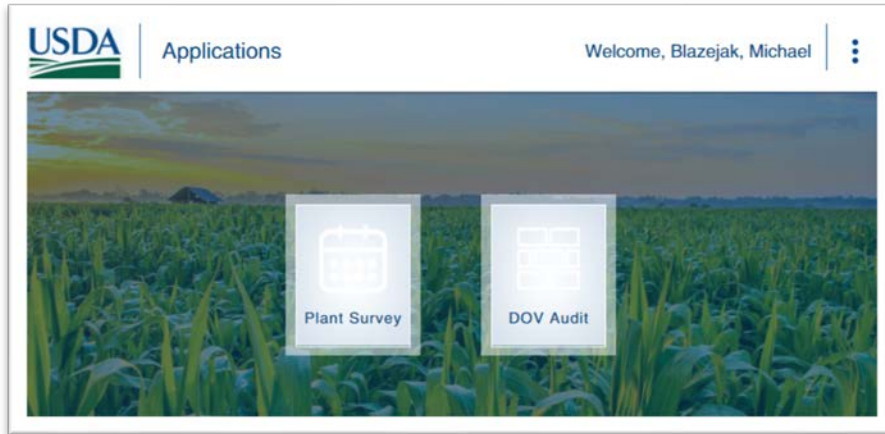 USDA
Applications
Welcome, Blazejak, Michael
Plant Survey
DOV Audit